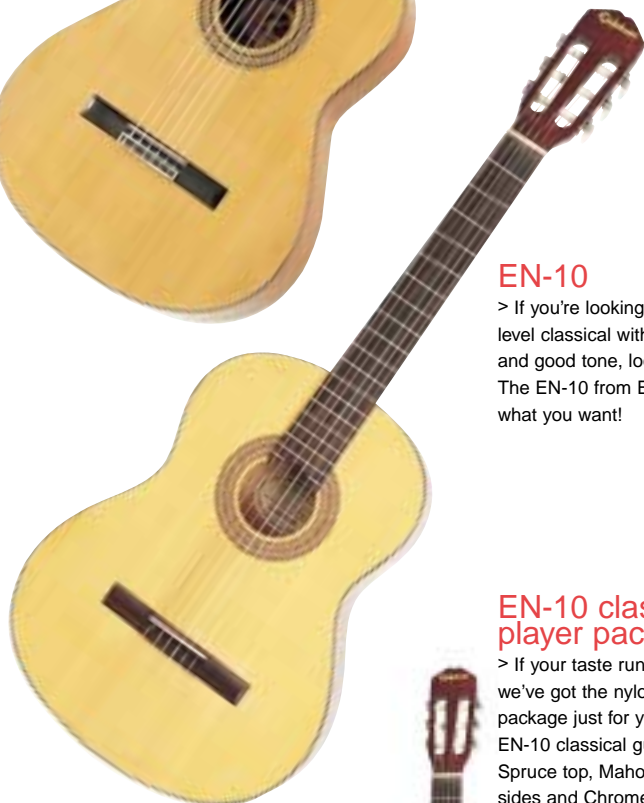 EN-10
> If you're looking
level classical with
and good tone, loo
The EN-10 from E
what you want!
EN-10 clas
player pac
> If your taste run
we've got the nylo
package just for y
EN-10 classical gu
Spruce top, Maho
sides and Chrome